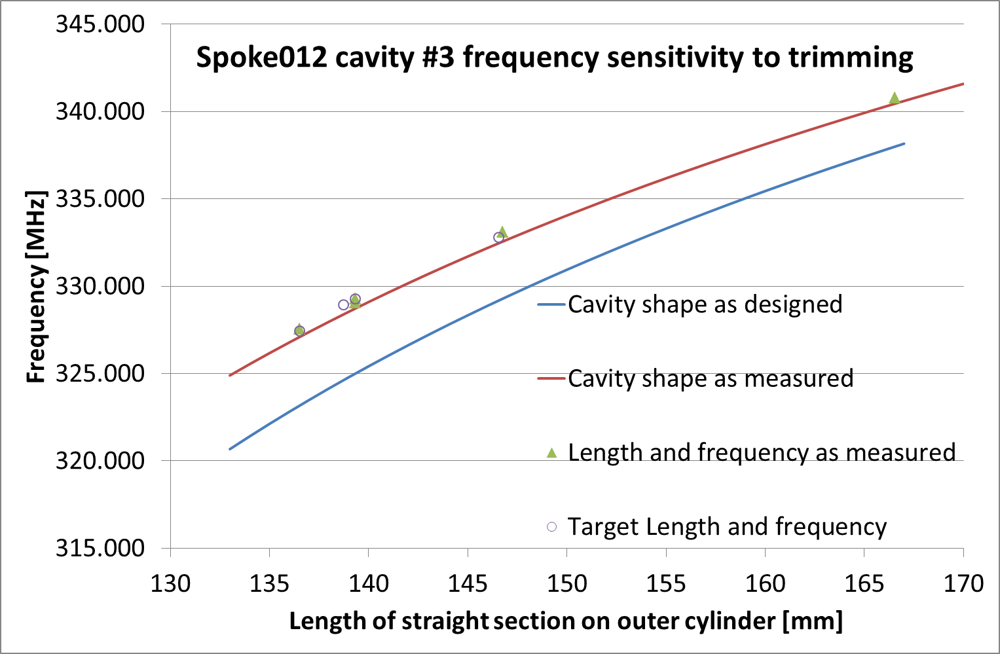 Spoke012 cavity #3 frequency sensitivity to trimming
345.000
340.000
335.000
330.000
325.000
320.000
315.000
Frequency [MHz]
Cavity shape as designed
Cavity shape as measured
Length and frequency as measured
Target Length and frequency
130 135 140 145 150 155 160 165 170
Length of straight section on outer cylinder [mm]